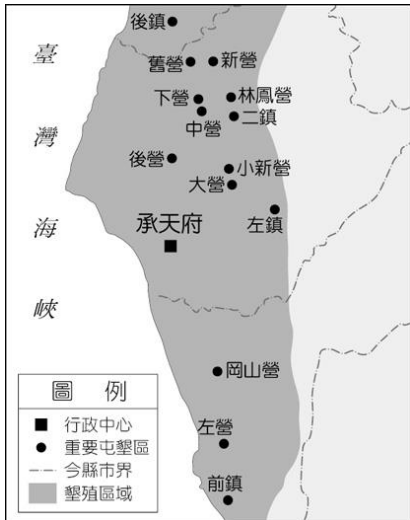 臺灣海峽
後鎮
舊營
新營
下營
林鳳營
中營
二鎮
後營
小新營
大營
左鎮
承天府
岡山營
左營
前鎮
圖 例
行政中心
重要屯墾區
今縣市界
墾殖區域